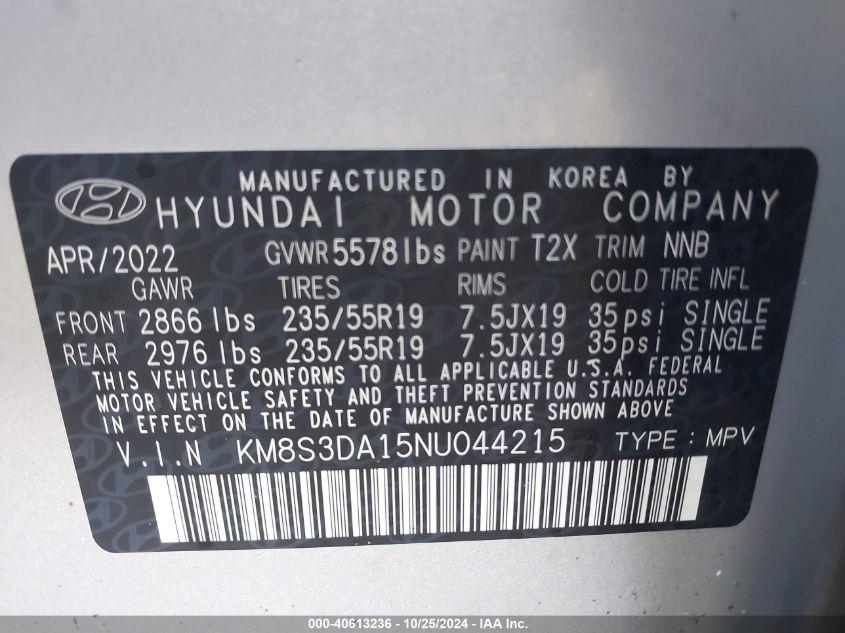 MANUFACTURED IN KOREA BY
HYUNDAI MOTOR COMPANY
APR/2022 GVWR 5578 lbs PAINT T2X TRIM NNB
GAWR TIRES RIMS COLD TIRE INFL
FRONT 2866 lbs 235/55R19 7.5JX19 35psi SINGLE
REAR 2976 lbs 235/55R19 7.5JX19 35psi SINGLE
THIS VEHICLE CONFORMS TO ALL APPLICABLE U.S.A. FEDERAL
MOTOR VEHICLE SAFETY AND THEFT PREVENTION STANDARDS
IN EFFECT ON THE DATE OF MANUFACTURE SHOWN ABOVE
V.I.N KM8S3DA15NU044215 TYPE : MPV
000-40613236 - 10/25/2024 - IAA Inc.